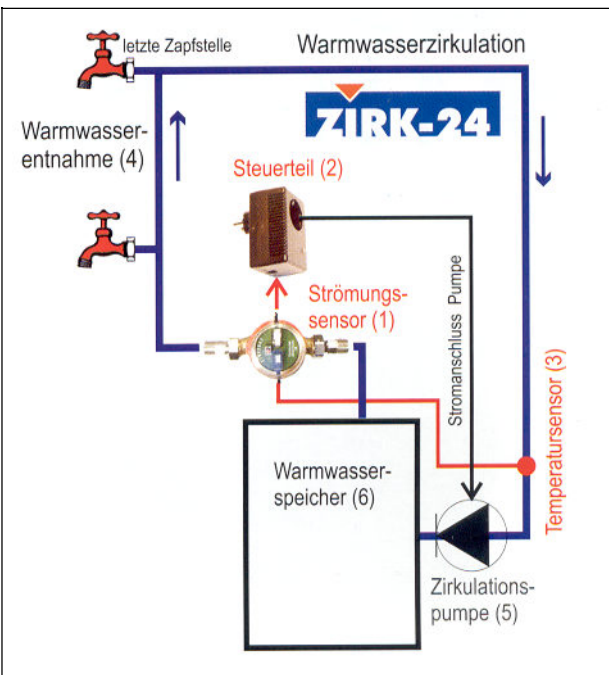 letzte Zapfstelle
Warmwasserzirkulation
ZIRK-24
Warmwasser-
entnahme (4)
Steuerteil (2)
Strömungs-
sensor (1)
Stromanschluss Pumpe
Temperatursensor (3)
Warmwasser-
speicher (6)
Zirkulations-
pumpe (5)